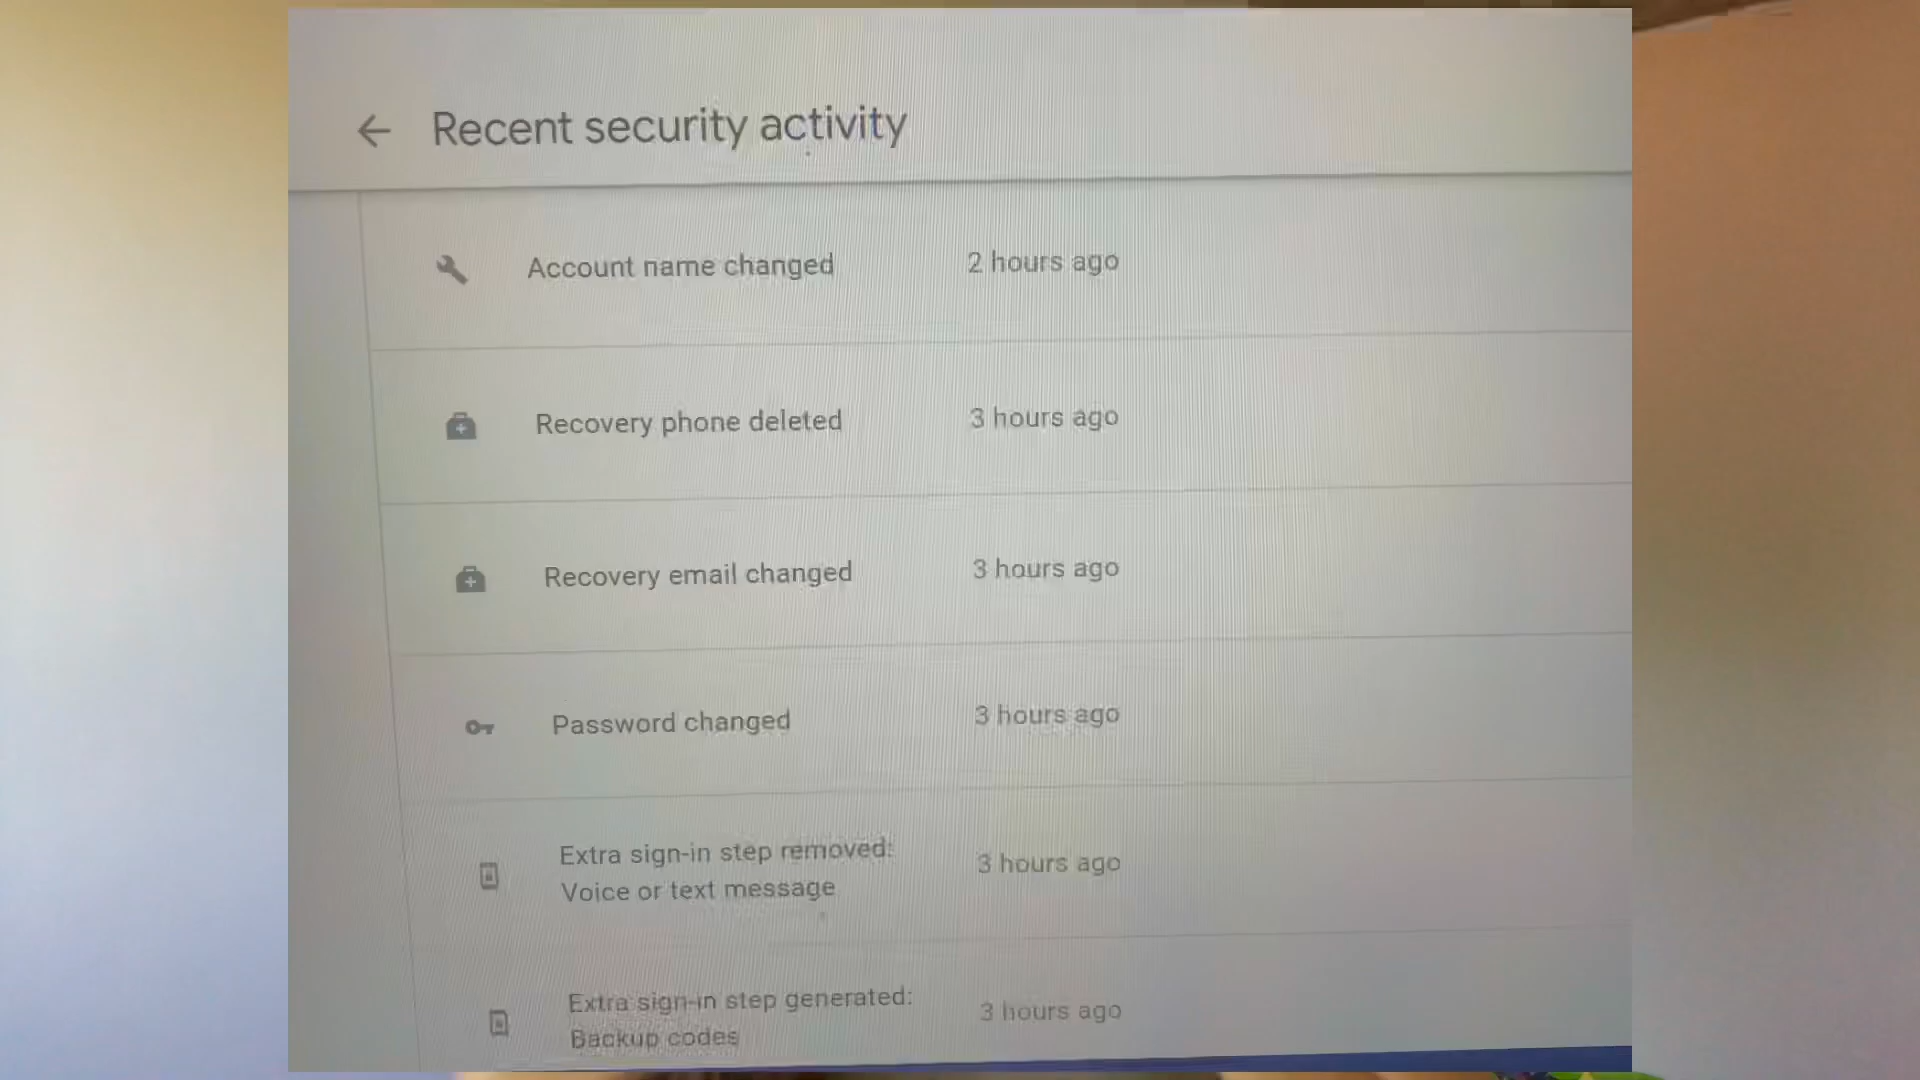 Recent security activity
Account name changed 2 hours ago
Recovery phone deleted 3 hours ago
Recovery email changed 3 hours ago
Password changed 3 hours ago
Extra sign-in step removed: 3 hours ago
Voice or text message
Extra sign-in step generated: 3 hours ago
Backup codes